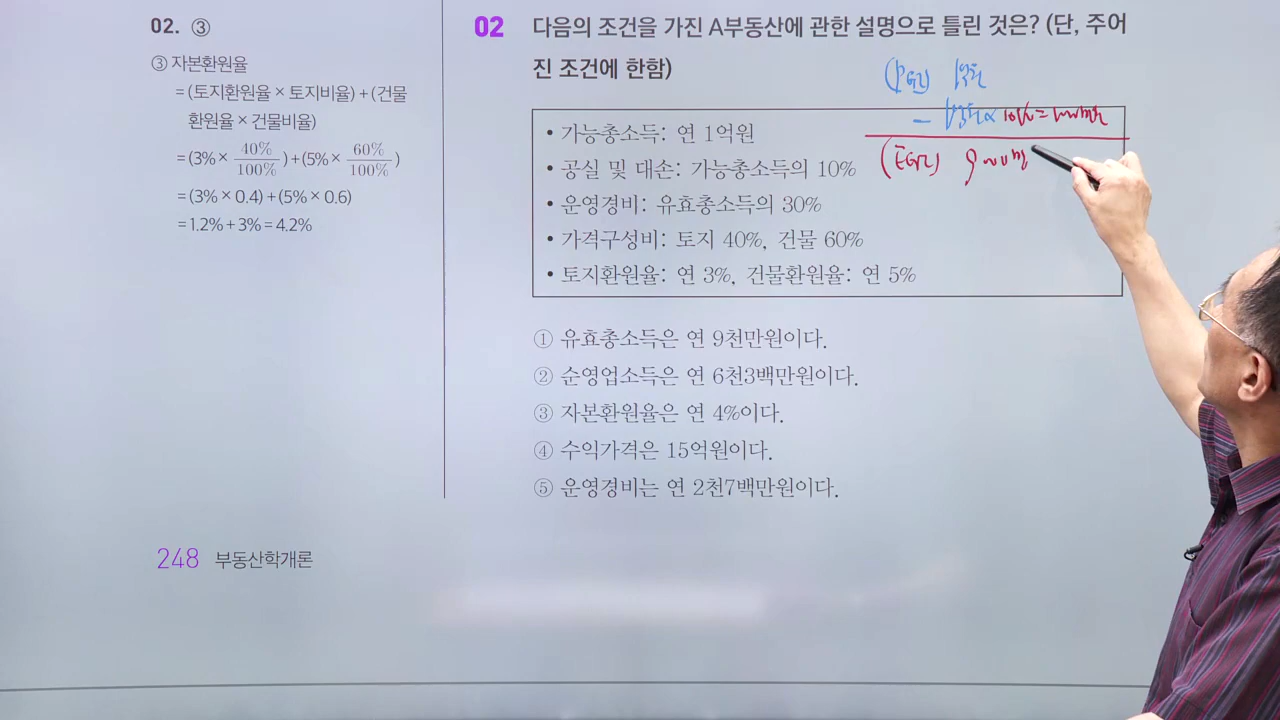 02. ③
③ 자본환원율
= (토지환원율 × 토지비율) + (건물
환원율 × 건물비율)
= (3% × 40%/100%) + (5% × 60%/100%)
= (3% × 0.4) + (5% × 0.6)
= 1.2% + 3% = 4.2%
248 부동산학개론
02 다음의 조건을 가진 A부동산에 관한 설명으로 틀린 것은? (단, 주어
진 조건에 한함)
• 가능총소득: 연 1억원
• 공실 및 대손: 가능총소득의 10%
• 운영경비: 유효총소득의 30%
• 가격구성비: 토지 40%, 건물 60%
• 토지환원율: 연 3%, 건물환원율: 연 5%
① 유효총소득은 연 9천만원이다.
② 순영업소득은 연 6천3백만원이다.
③ 자본환원율은 연 4%이다.
④ 수익가격은 15억원이다.
⑤ 운영경비는 연 2천7백만원이다.